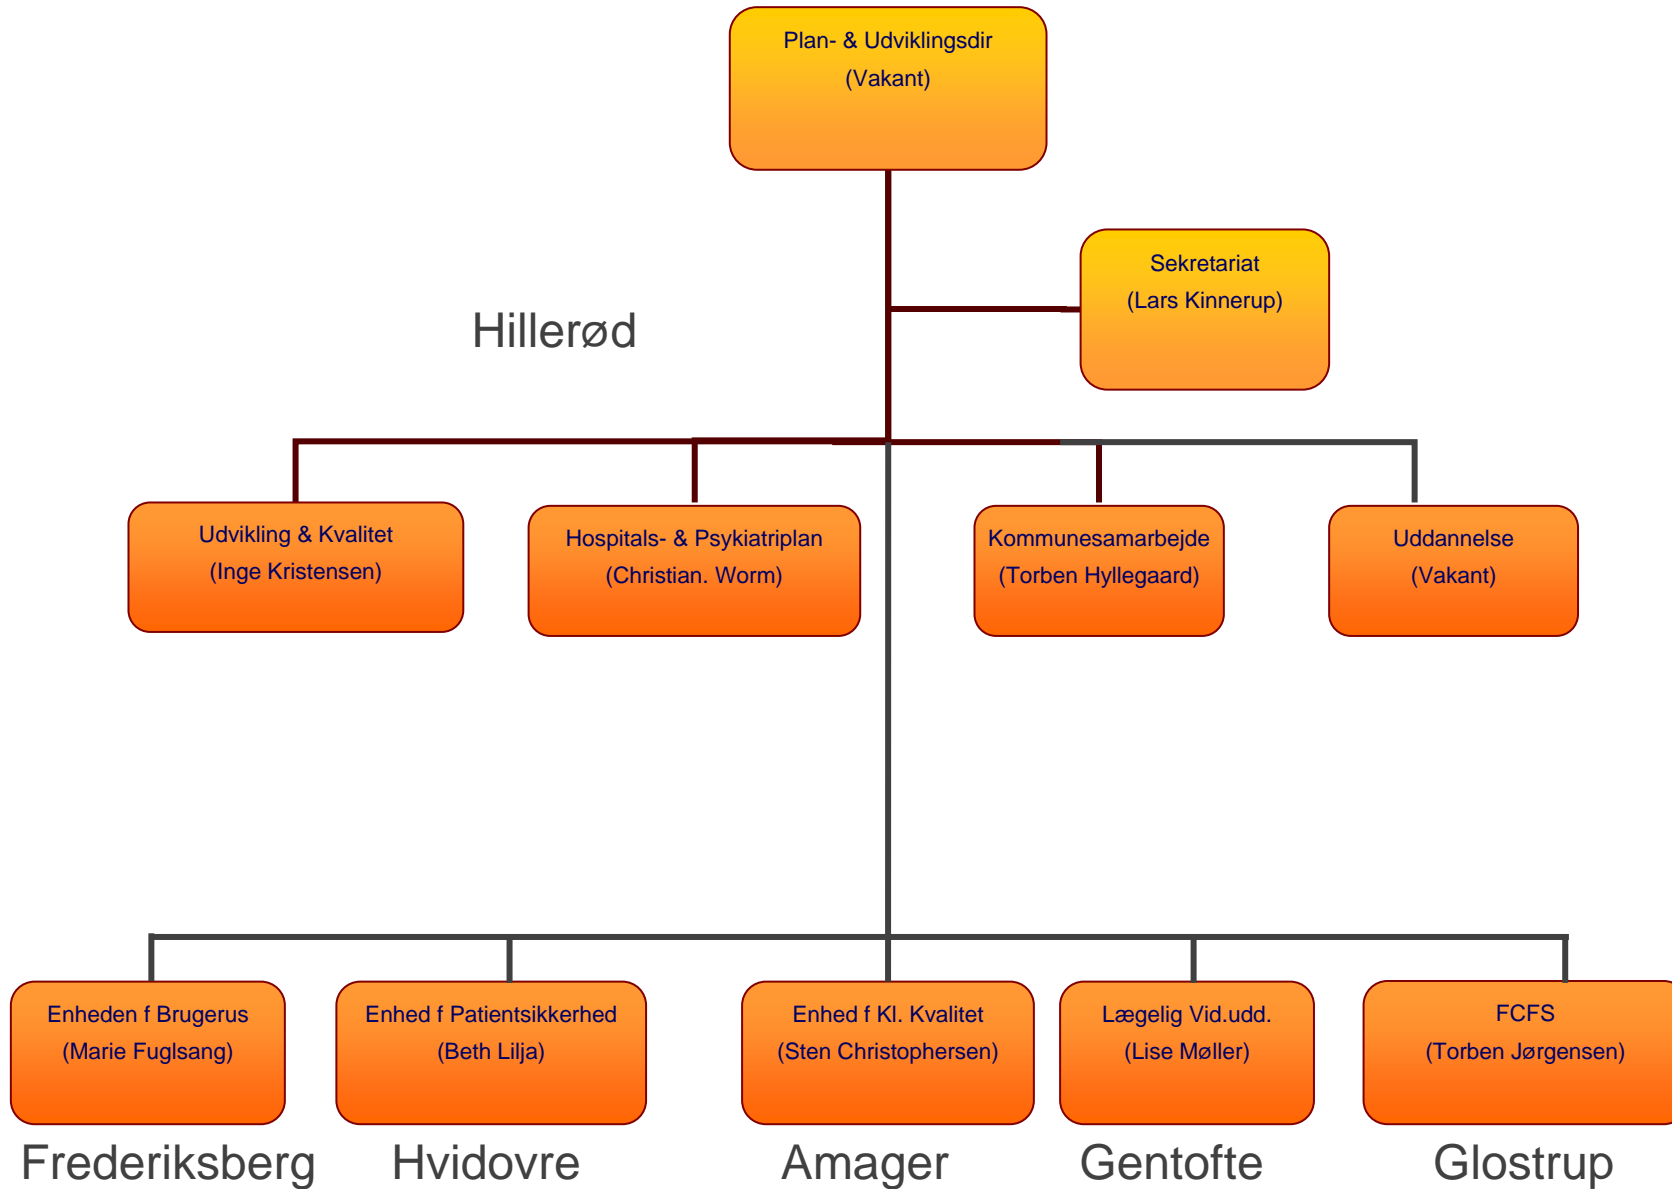 Plan- & Udviklingsdir
(Vakant)
Sekretariat
(Lars Kinnerup)
Hillerød
Udvikling & Kvalitet
(Inge Kristensen)
Hospitals- & Psykiatriplan
(Christian. Worm)
Kommunesamarbejde
(Torben Hyllegaard)
Uddannelse
(Vakant)
Enheden f Brugerus
(Marie Fuglsang)
Enhed f Patientsikkerhed
(Beth Lilja)
Enhed f Kl. Kvalitet
(Sten Christophersen)
Lægelig Vid.udd.
(Lise Møller)
FCFS
(Torben Jørgensen)
Frederiksberg
Hvidovre
Amager
Gentofte
Glostrup